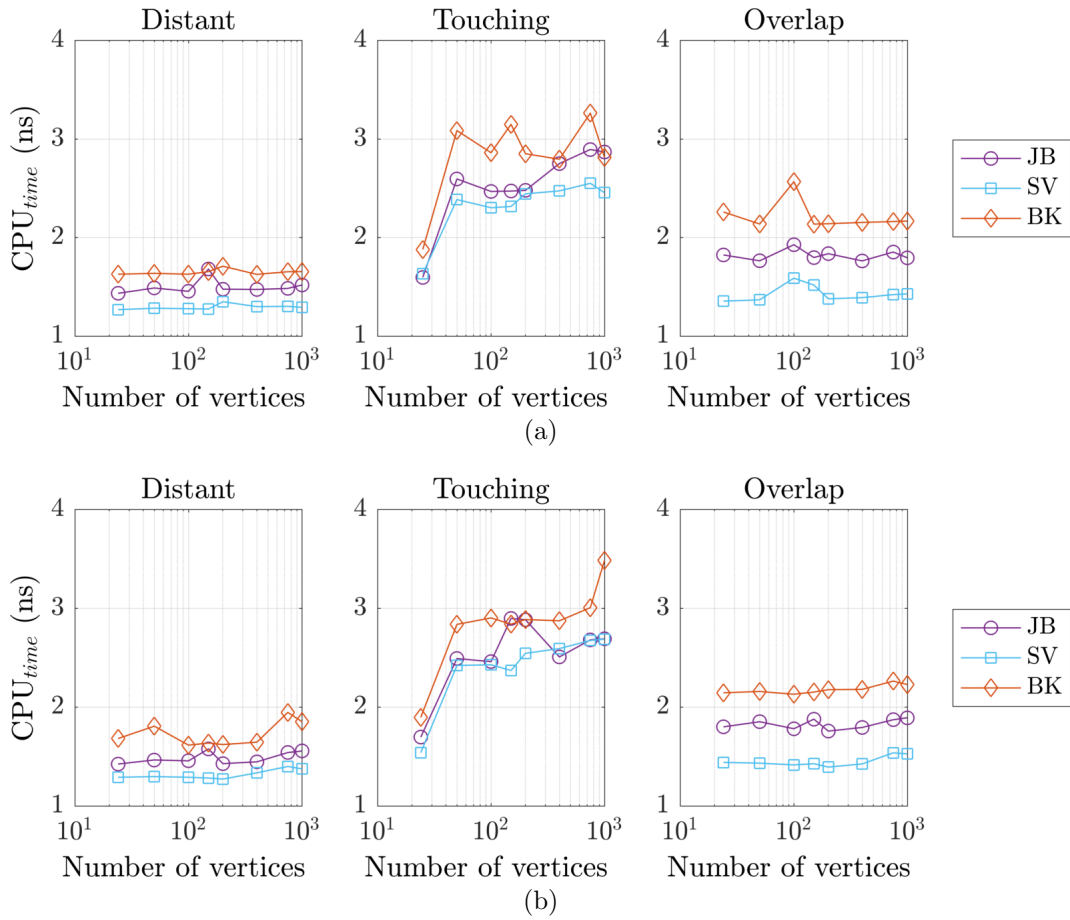 Distant Touching Overlap
4 4 4
3 3 3
2 2 2
1 1 1
CPU_time (ns)
10^1 10^2 10^3 10^1 10^2 10^3 10^1 10^2 10^3
Number of vertices Number of vertices Number of vertices
JB
SV
BK
(a)
Distant Touching Overlap
4 4 4
3 3 3
2 2 2
1 1 1
CPU_time (ns)
10^1 10^2 10^3 10^1 10^2 10^3 10^1 10^2 10^3
Number of vertices Number of vertices Number of vertices
JB
SV
BK
(b)